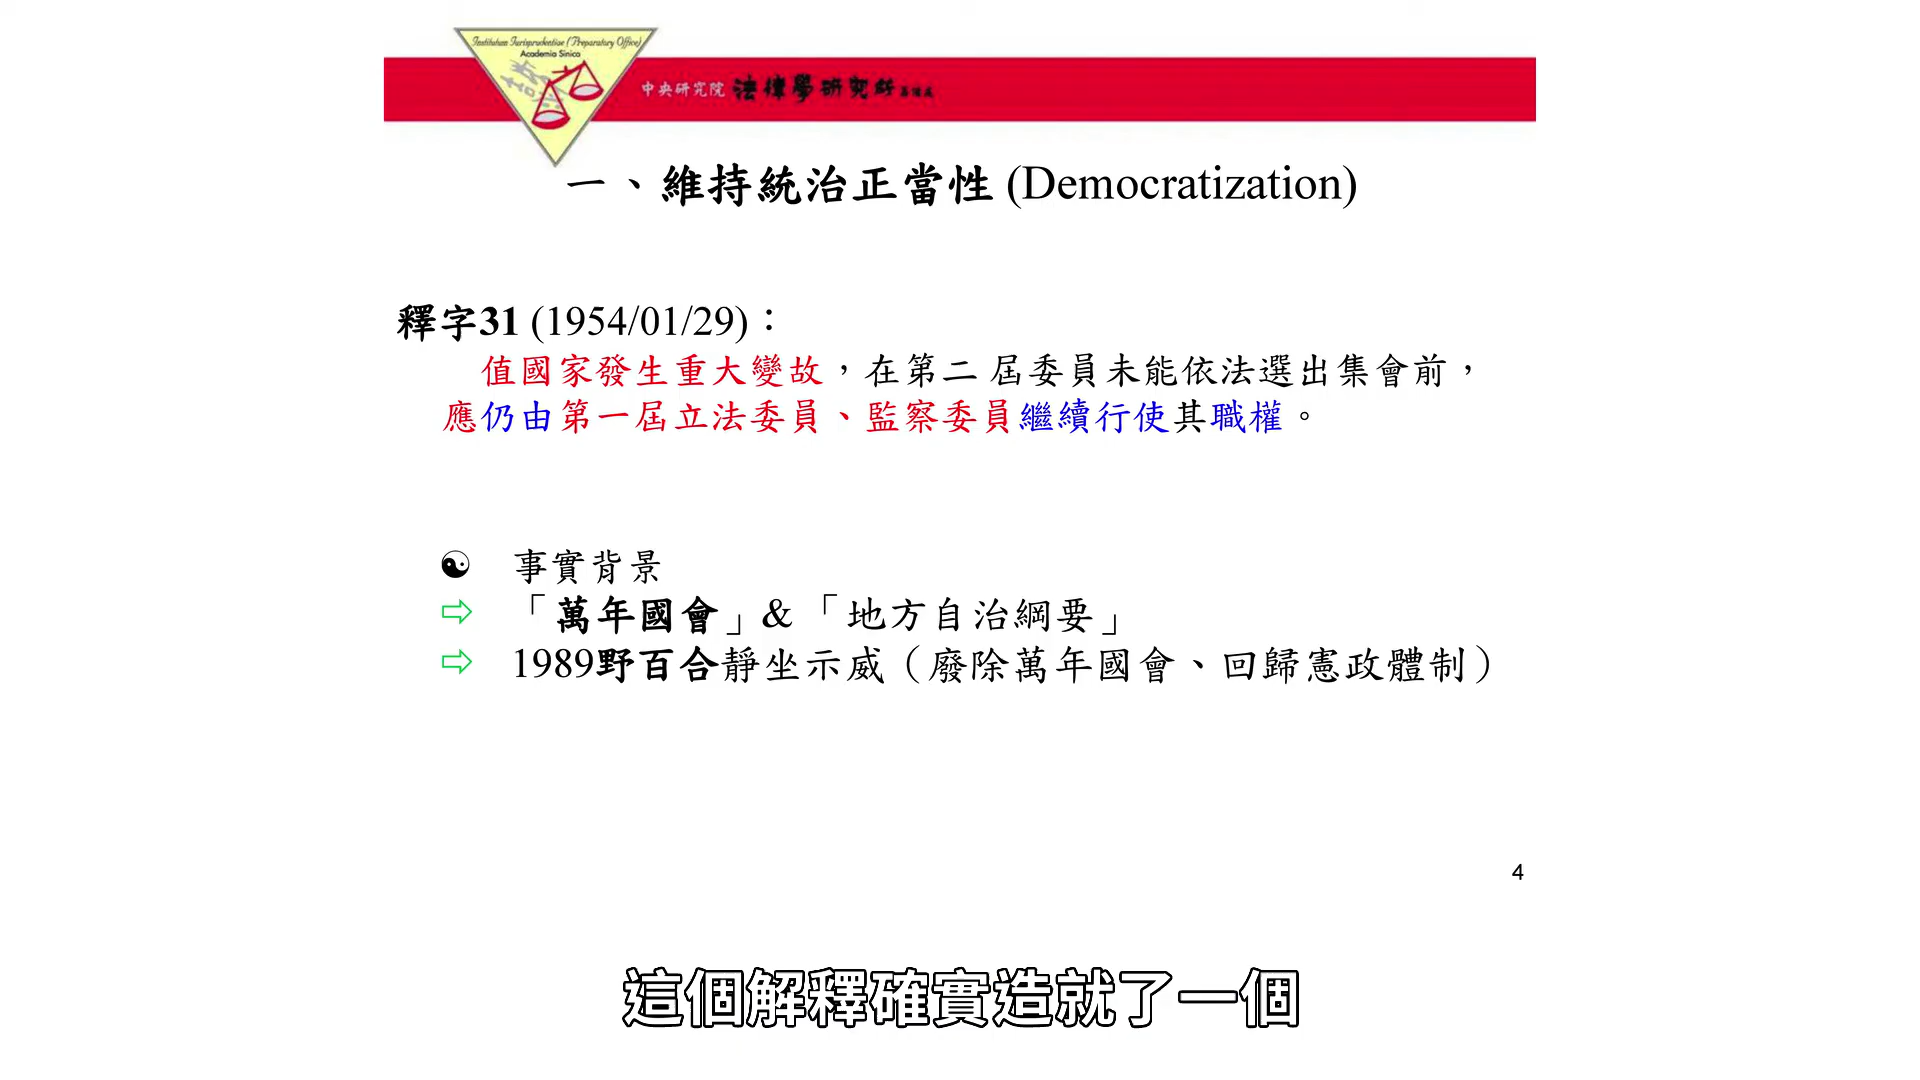 Institutum Iurisprudentiae (Preparatory Office)
Academia Sinica
中央研究院 法律學研究所
一、維持統治正當性 (Democratization)
釋字31 (1954/01/29)：
值國家發生重大變故，在第二 屆委員未能依法選出集會前，
應仍由第一屆立法委員、監察委員繼續行使其職權。
☯ 事實背景
⇨ 「萬年國會」&「地方自治綱要」
⇨ 1989野百合靜坐示威（廢除萬年國會、回歸憲政體制）
4
這個解釋確實造就了一個